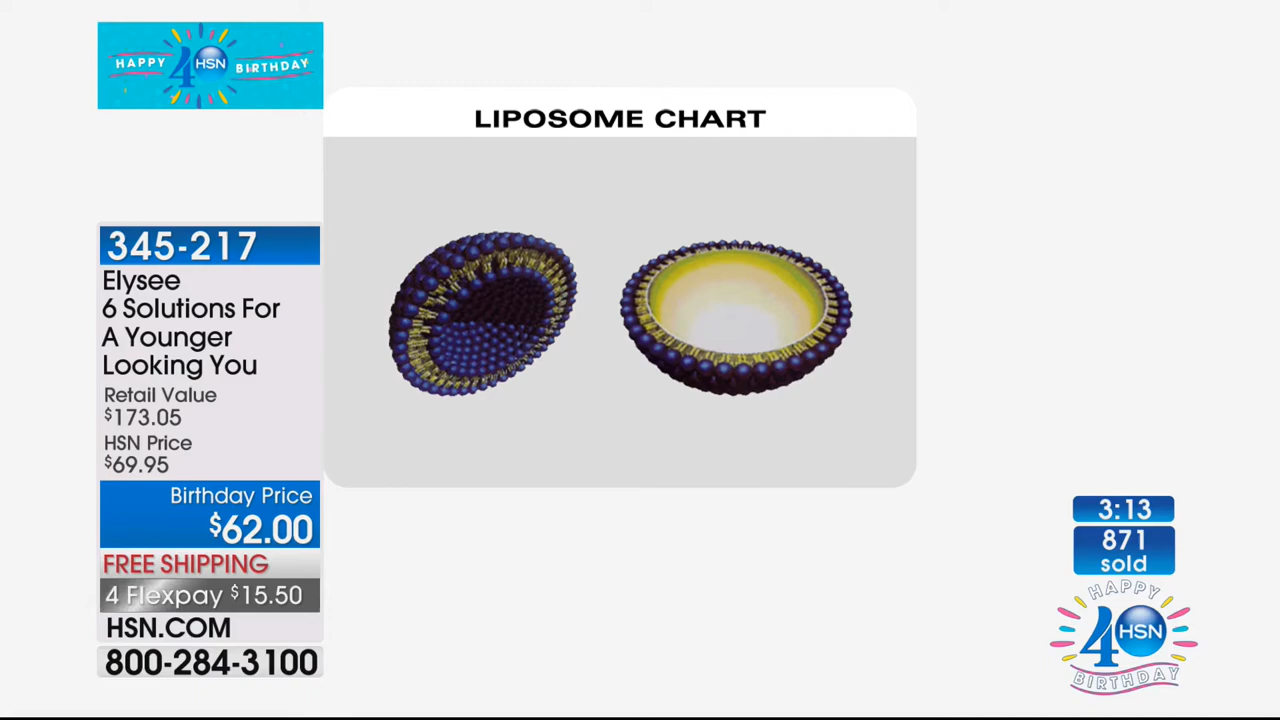 HAPPY 40 HSN BIRTHDAY
LIPOSOME CHART
345-217
Elysee
6 Solutions For
A Younger
Looking You
Retail Value
$173.05
HSN Price
$69.95
Birthday Price
$62.00
FREE SHIPPING
4 Flexpay $15.50
HSN.COM
800-284-3100
3:13
871
sold
HAPPY
40 HSN
BIRTHDAY